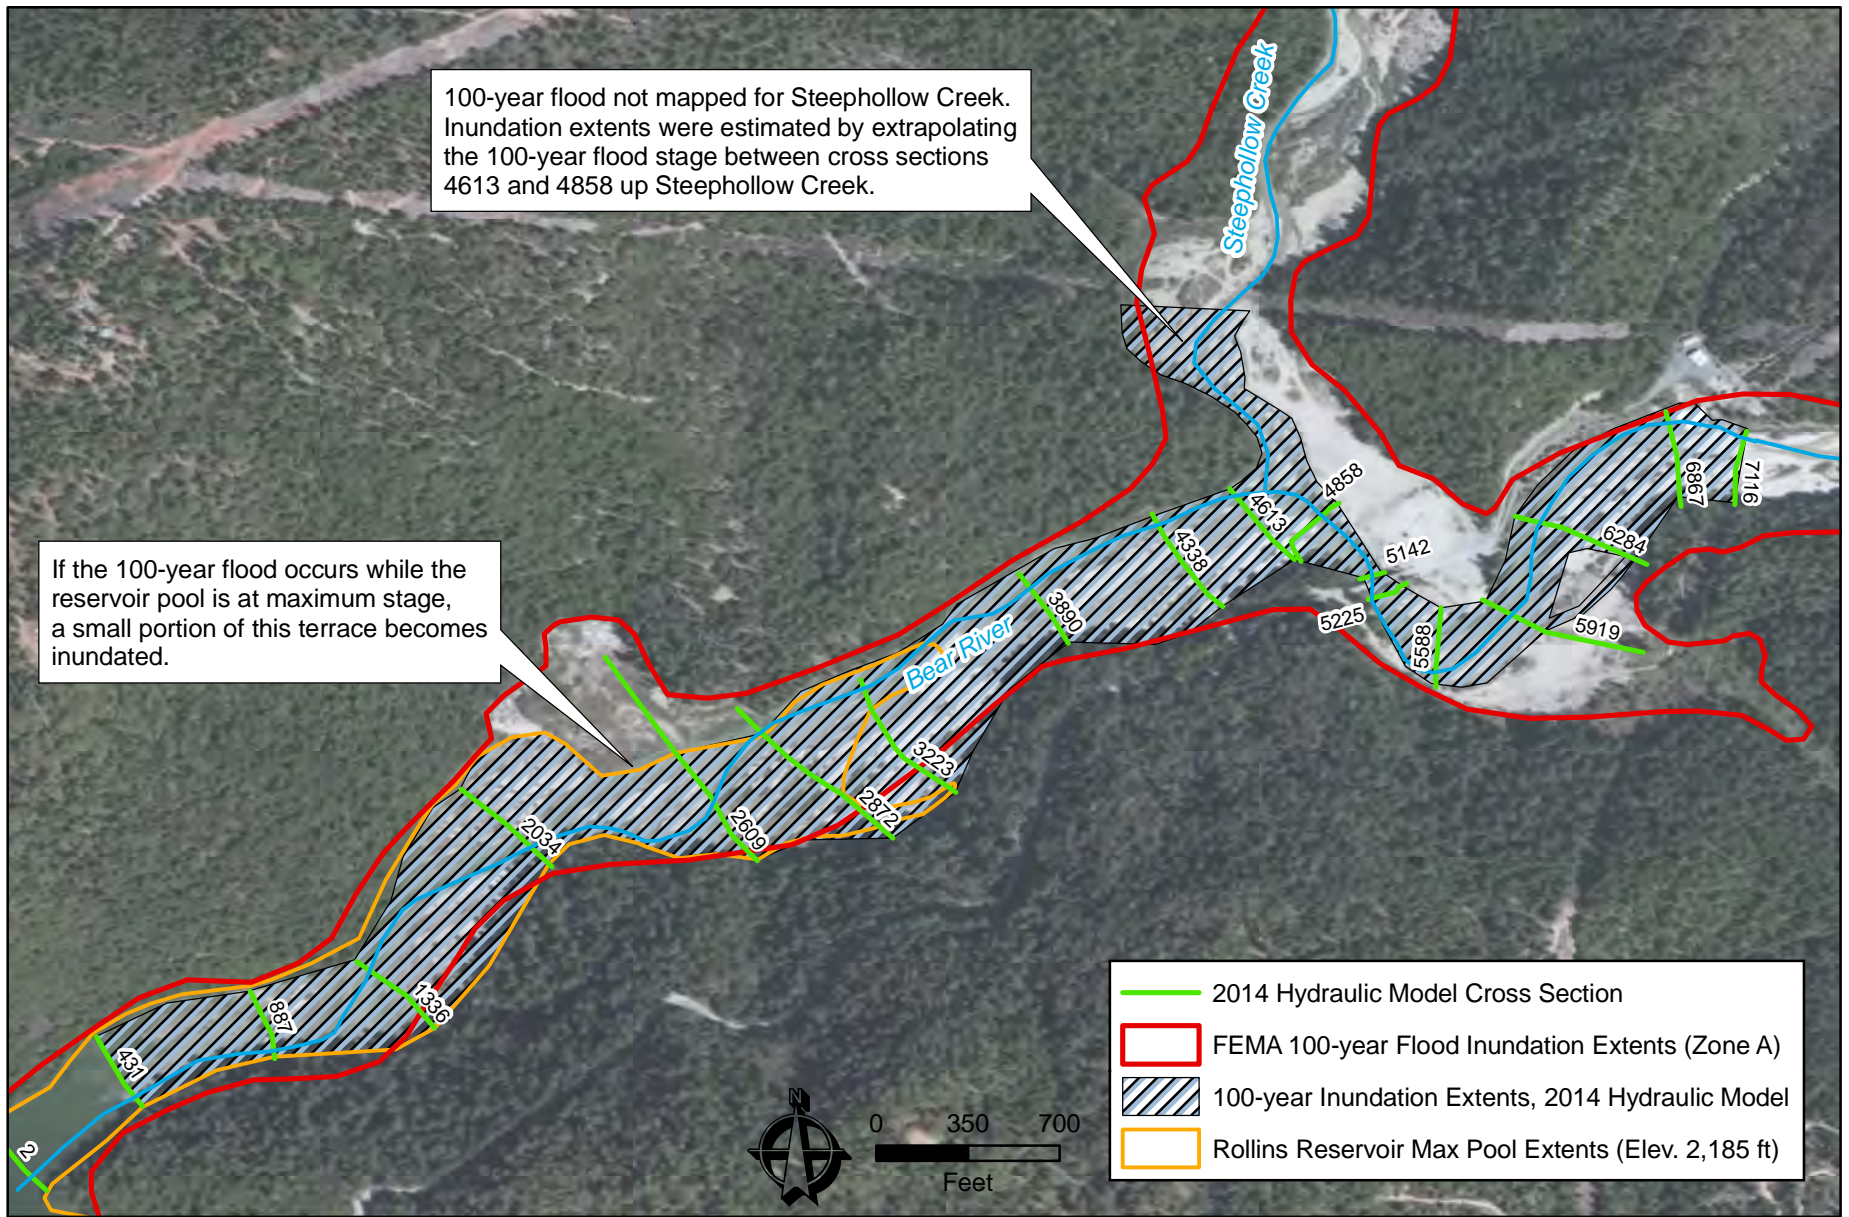 100-year flood not mapped for Steephollow Creek.
Inundation extents were estimated by extrapolating
the 100-year flood stage between cross sections
4613 and 4858 up Steephollow Creek.
Steephollow Creek
If the 100-year flood occurs while the
reservoir pool is at maximum stage,
a small portion of this terrace becomes
inundated.
Bear River
4858
4613
4338
3890
5142
5225
5588
5919
6284
6867
7116
3223
2872
2609
2034
1336
887
431
2
N
0 350 700
Feet
2014 Hydraulic Model Cross Section
FEMA 100-year Flood Inundation Extents (Zone A)
100-year Inundation Extents, 2014 Hydraulic Model
Rollins Reservoir Max Pool Extents (Elev. 2,185 ft)